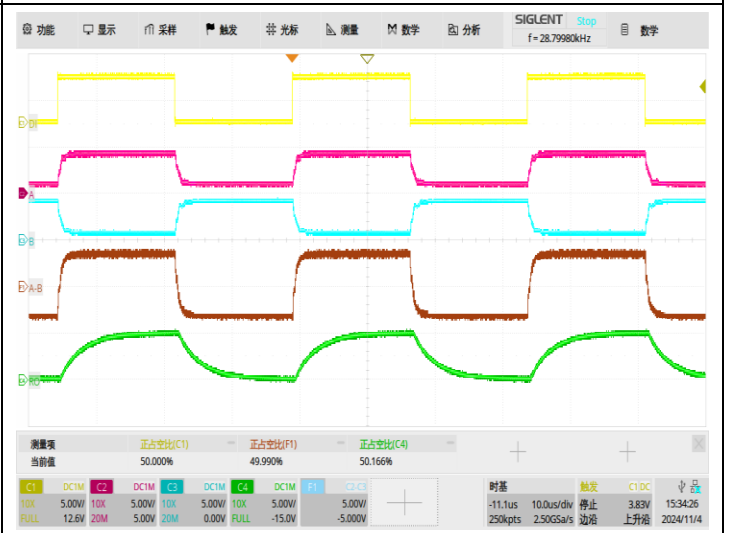 功能 显示 采样 触发 光标 测量 数学 分析 SIGLENT Stop 数学
f = 28.79980kHz
DI
A
B
A-B
RO
测量项 正占空比(C1) 正占空比(F1) 正占空比(C4)
当前值 50.000% 49.990% 50.166%
C1 DC1M C2 DC1M C3 DC1M C4 DC1M F1 C2-C3 时基 触发 C1 DC
10X 5.00V/ 10X 5.00V/ 10X 5.00V/ 10X 5.00V/ 5.00V/ -11.1us 10.0us/div 停止 3.83V 15:34:26
FULL 12.6V 20M 5.00V 20M 0.00V FULL -15.0V -5.000V 250kpts 2.50GSa/s 边沿 上升沿 2024/11/4